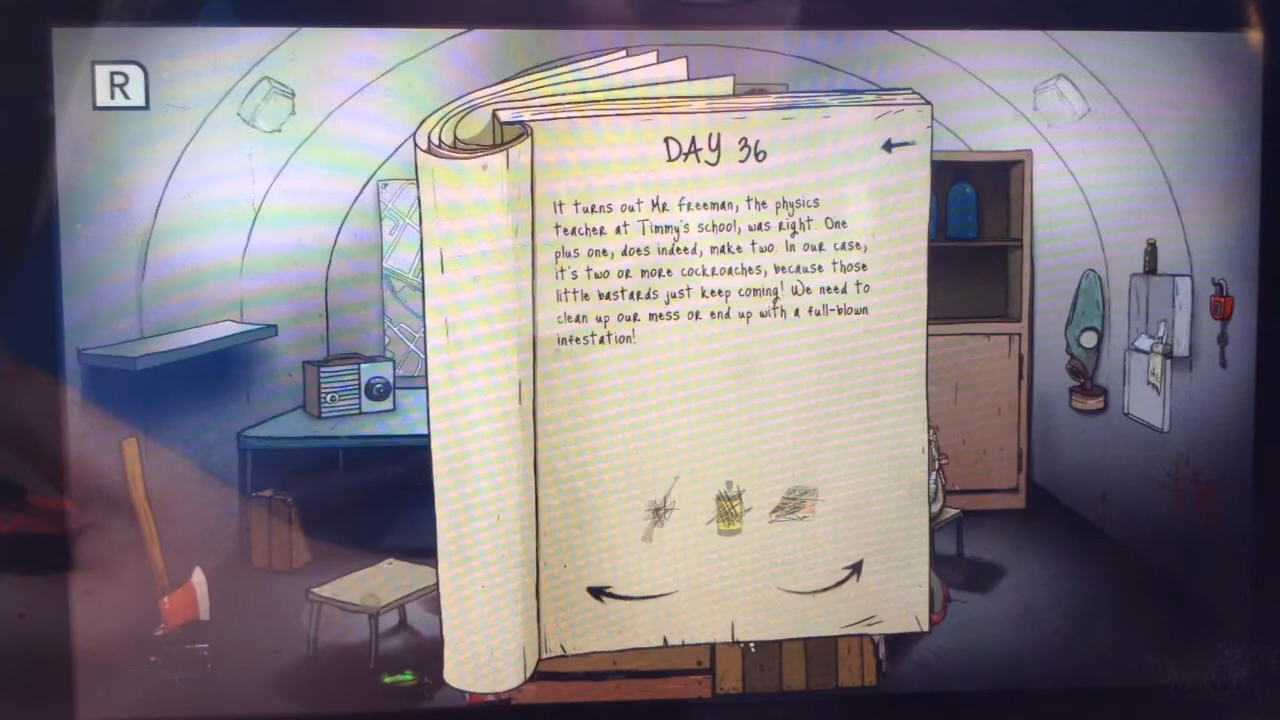 R
DAY 36
It turns out Mr Freeman, the physics
teacher at Timmy's school, was right. One
plus one, does indeed, make two. In our case,
it's two or more cockroaches, because those
little bastards just keep coming! We need to
clean up our mess or end up with a full-blown
infestation!